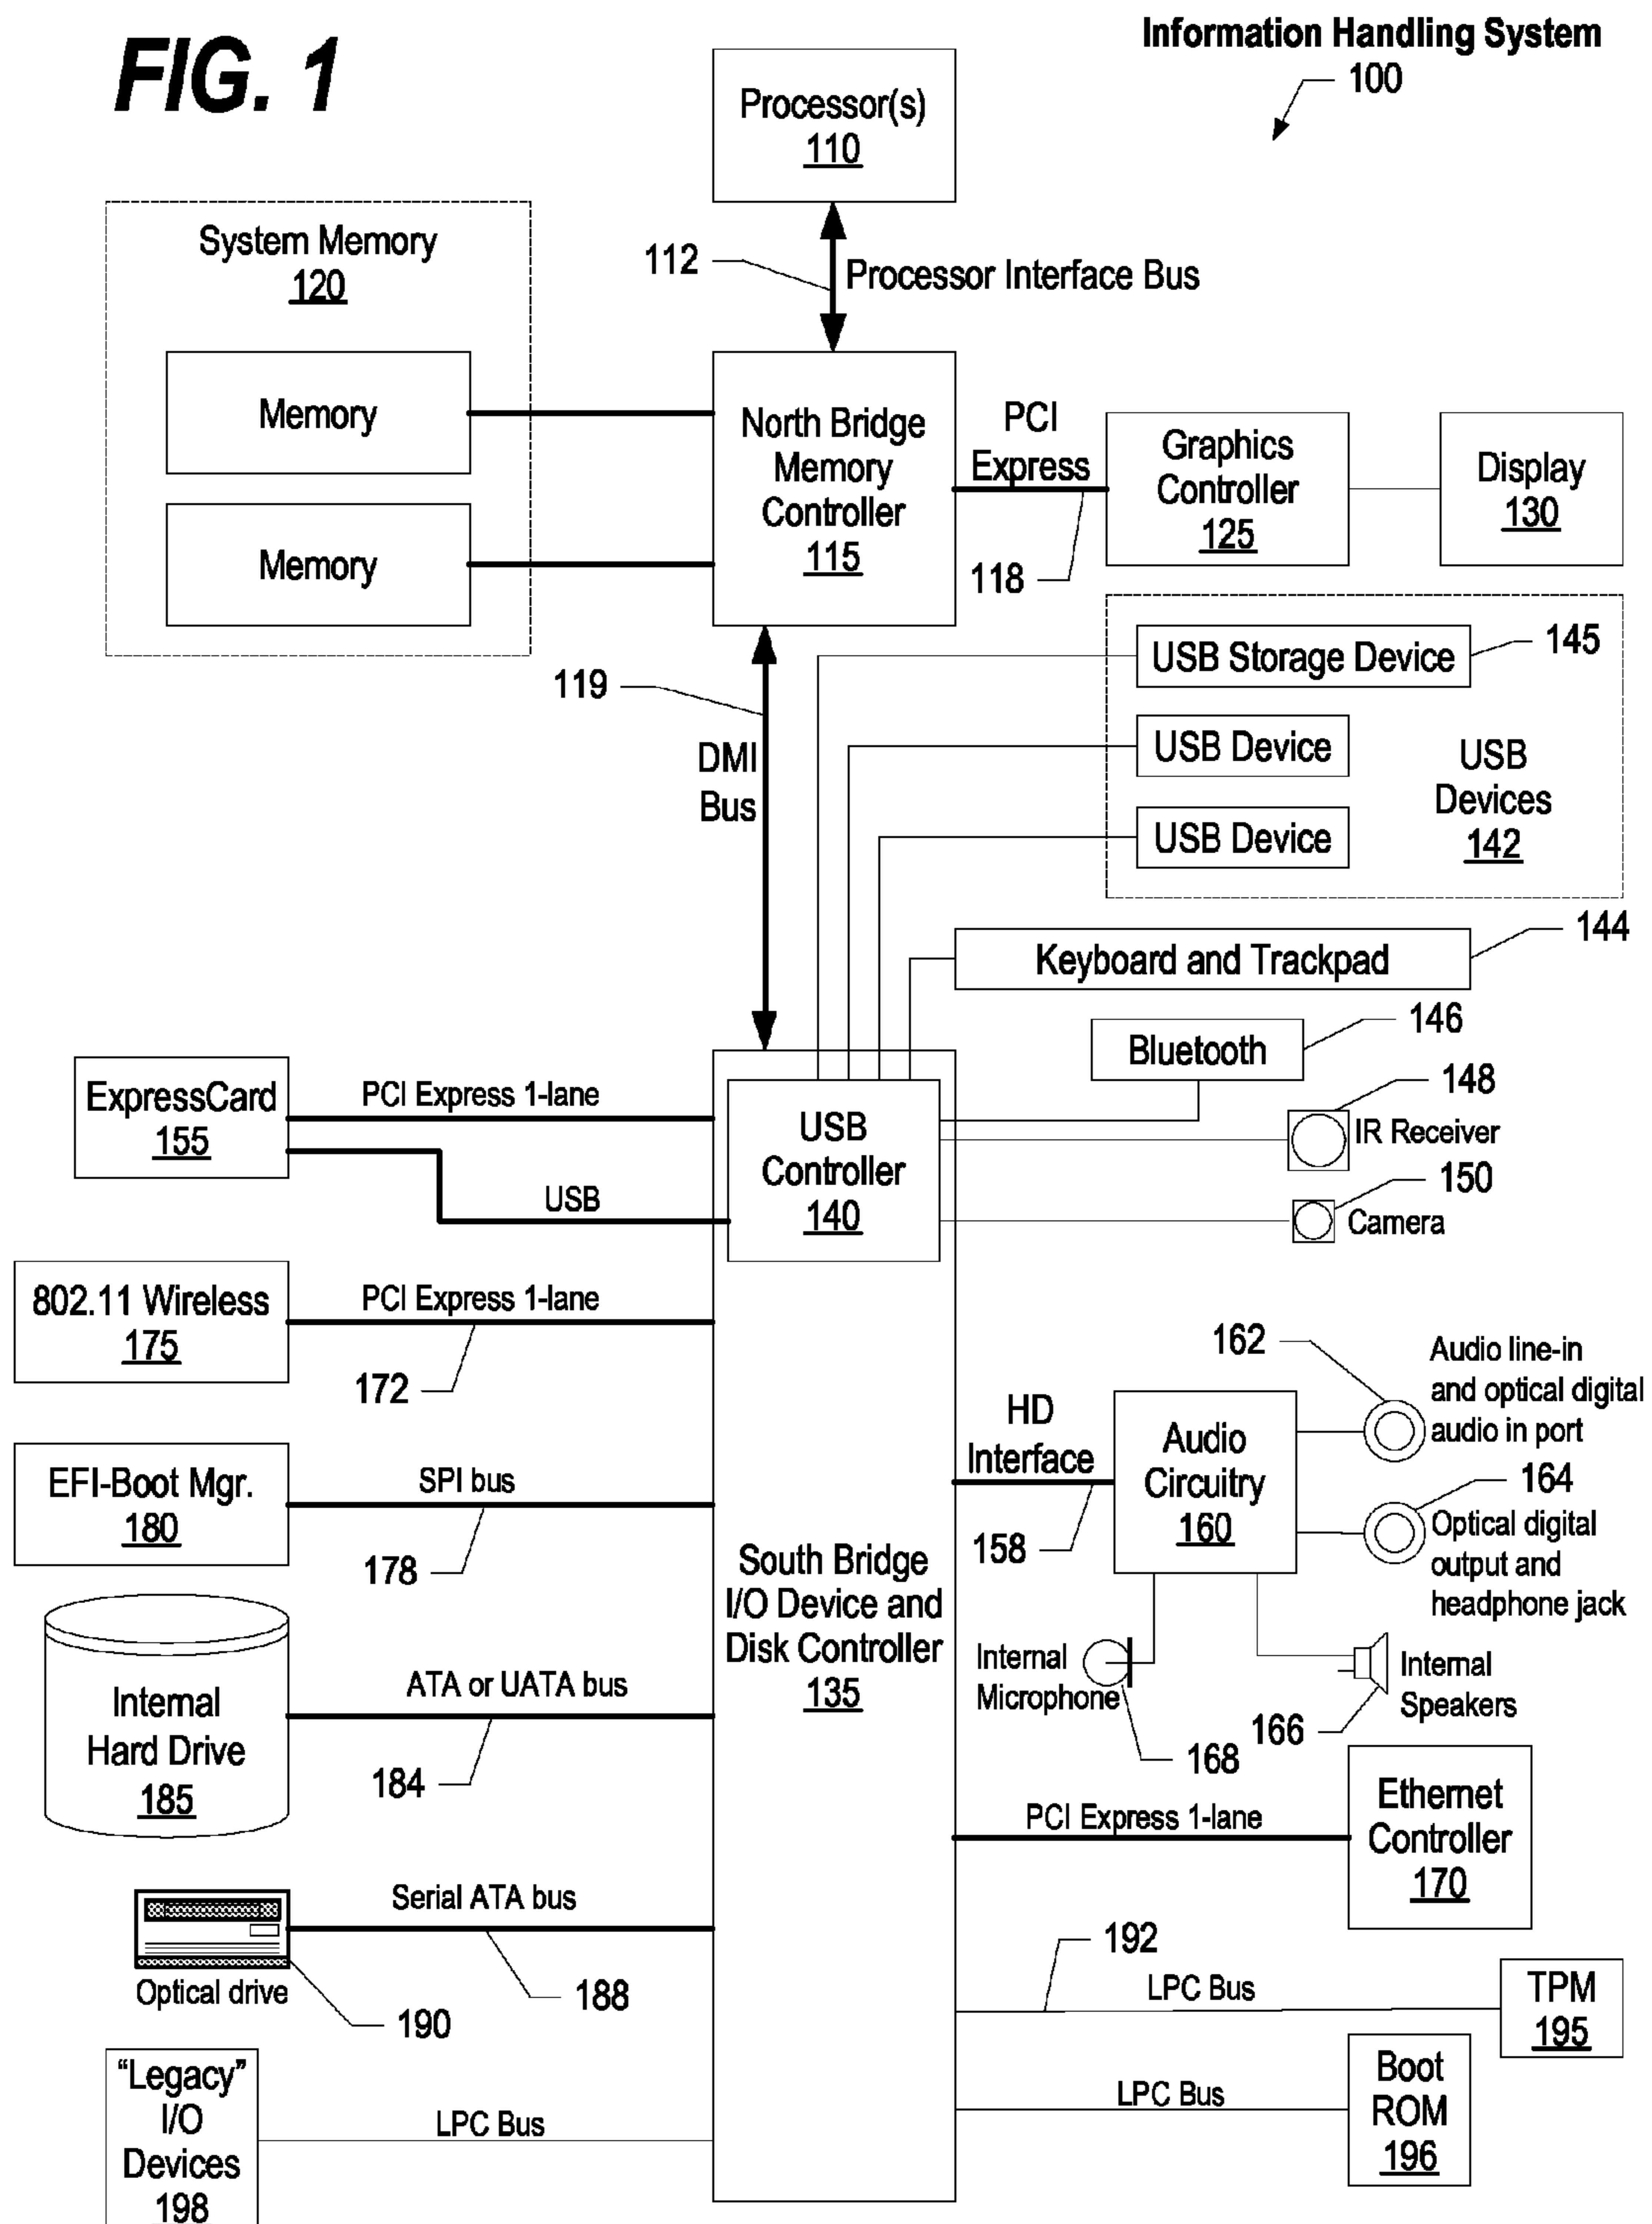 FIG. 1
Information Handling System
100
Processor(s)
110
System Memory
120
112
Processor Interface Bus
Memory
Memory
North Bridge
Memory
Controller
115
PCI
Express
118
Graphics
Controller
125
Display
130
119
DMI
Bus
USB Storage Device
145
USB Device
USB Device
USB
Devices
142
Keyboard and Trackpad
144
Bluetooth
146
148
IR Receiver
150
Camera
ExpressCard
155
PCI Express 1-lane
USB
USB
Controller
140
802.11 Wireless
175
PCI Express 1-lane
172
EFI-Boot Mgr.
180
SPI bus
178
HD
Interface
158
Audio
Circuitry
160
162
Audio line-in
and optical digital
audio in port
164
Optical digital
output and
headphone jack
South Bridge
I/O Device and
Disk Controller
135
Internal
Microphone
168
166
Internal
Speakers
Internal
Hard Drive
185
ATA or UATA bus
184
PCI Express 1-lane
Ethernet
Controller
170
Serial ATA bus
188
Optical drive
190
192
LPC Bus
TPM
195
LPC Bus
Boot
ROM
196
“Legacy”
I/O
Devices
198
LPC Bus